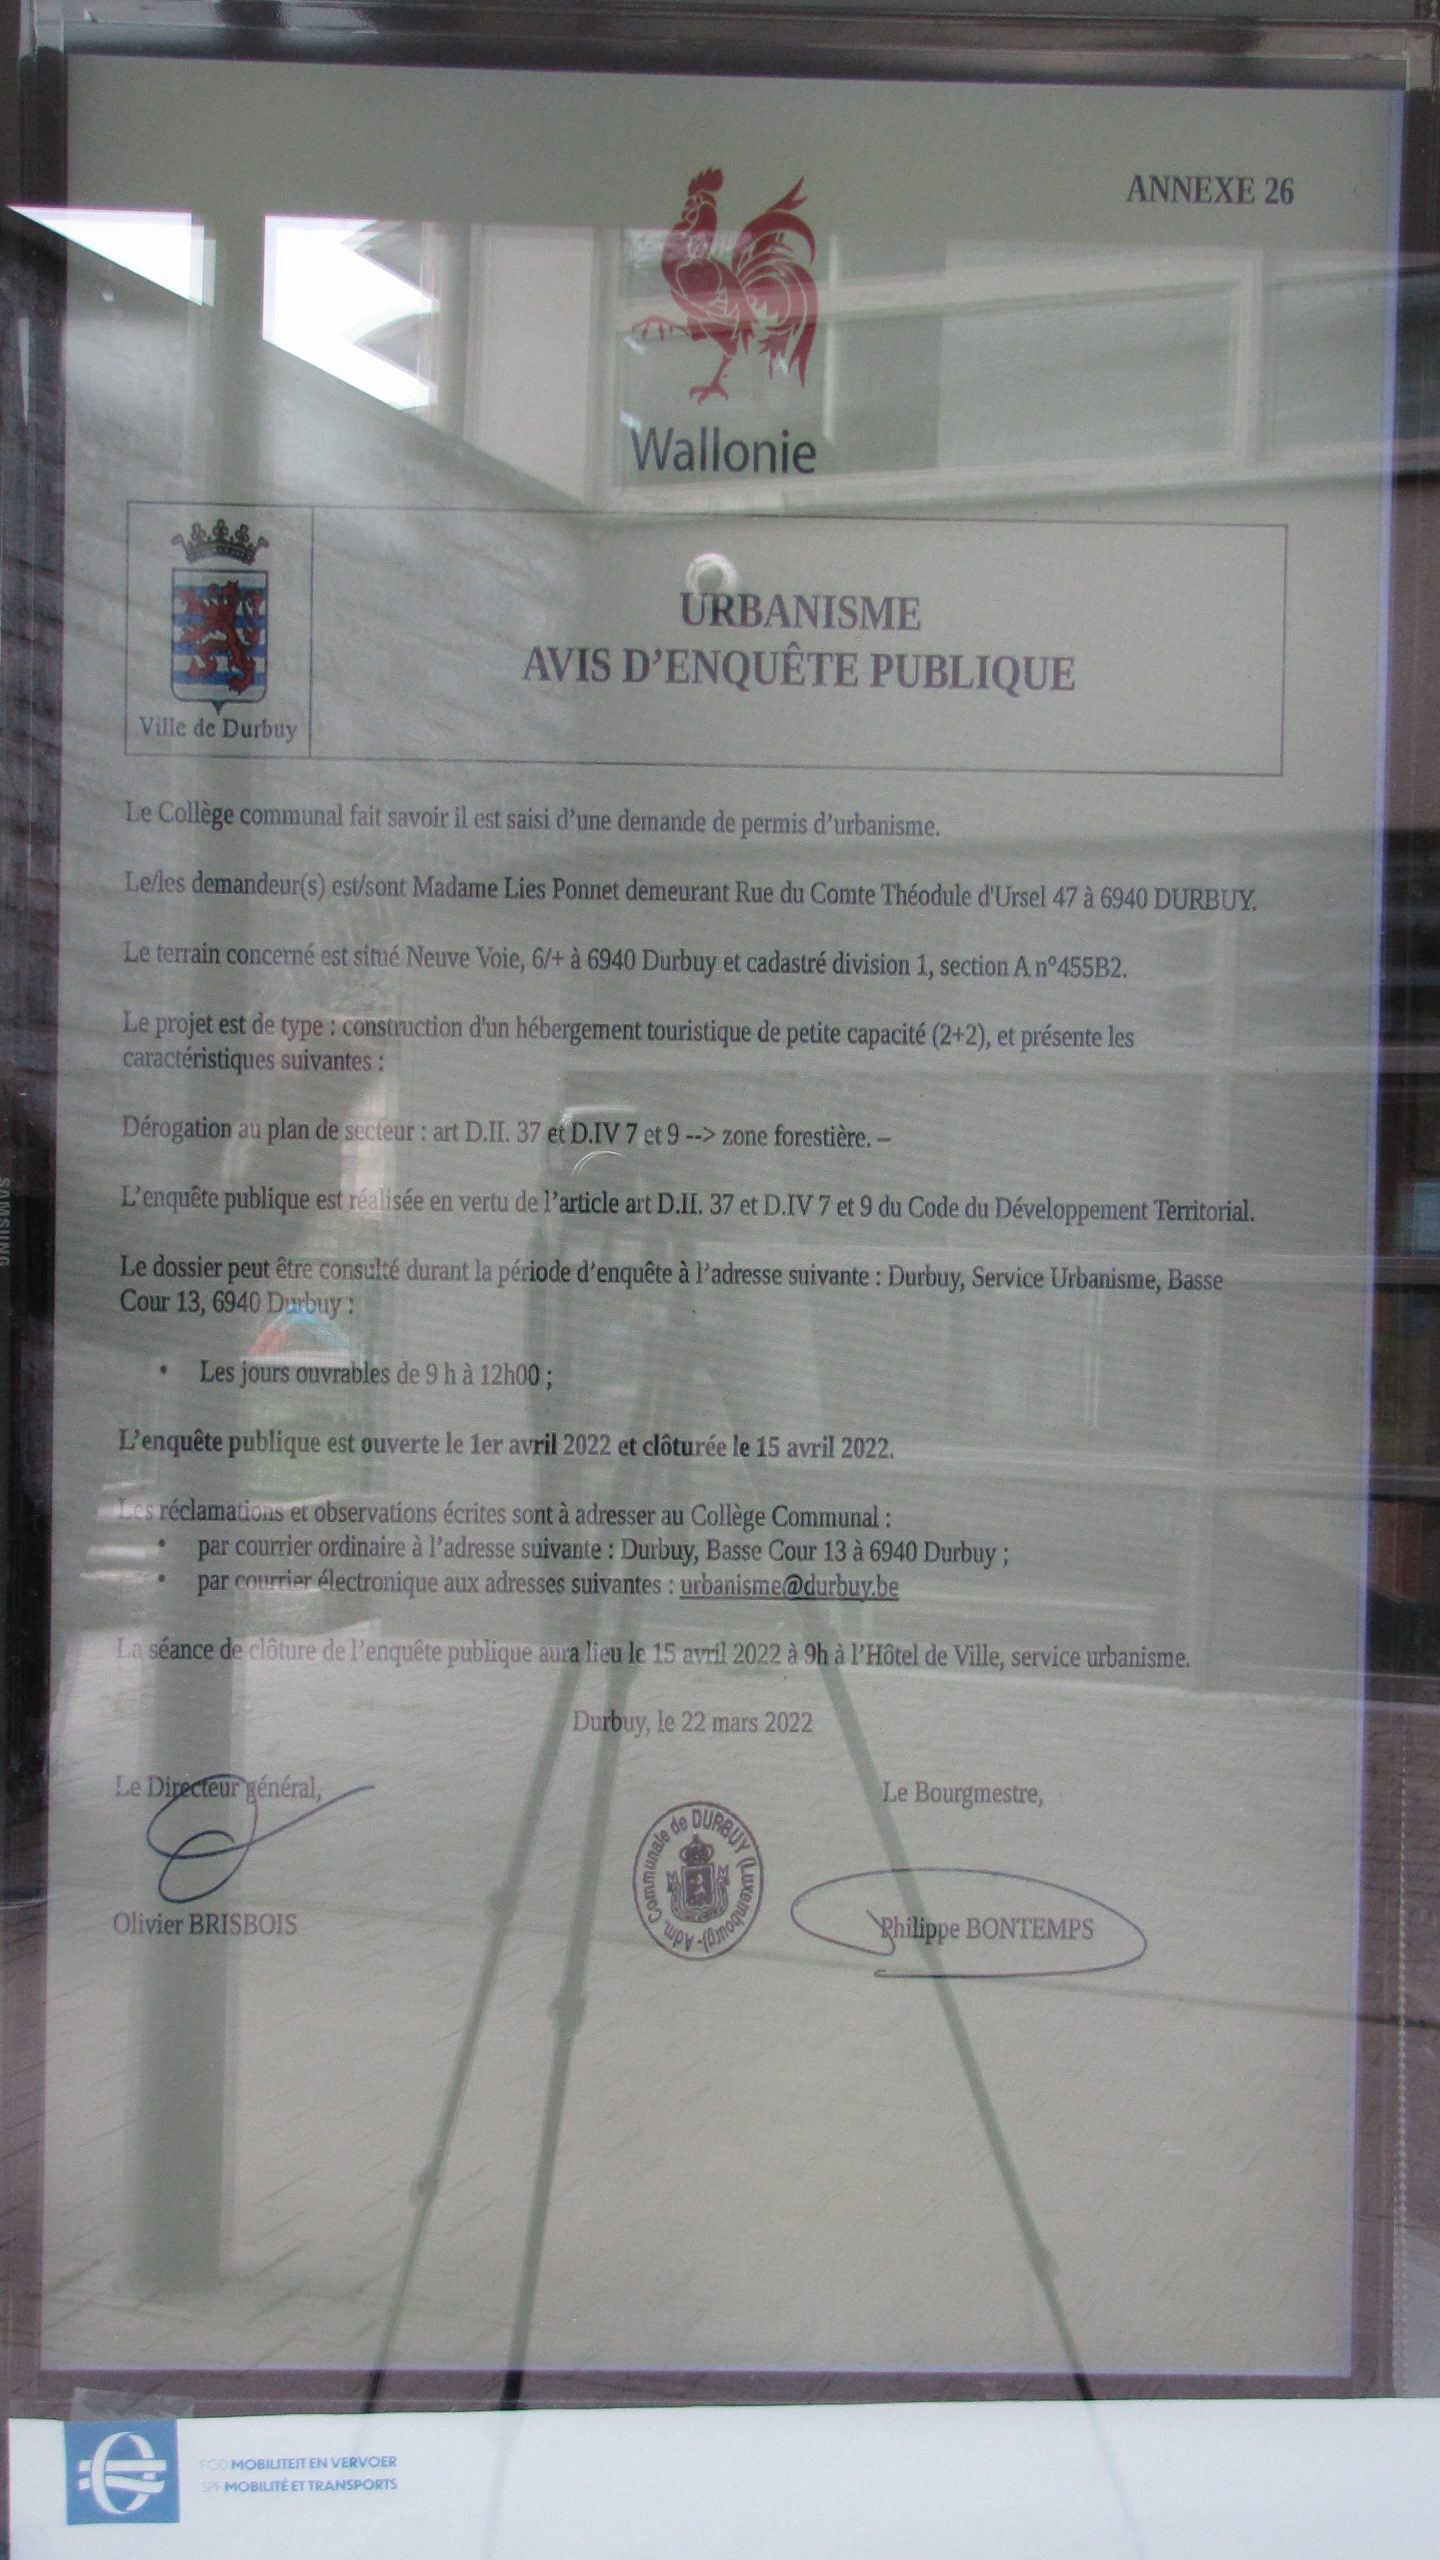 ANNEXE 26
Wallonie
URBANISME
AVIS D'ENQUÊTE PUBLIQUE
Ville de Durbuy
Le Collège communal fait savoir il est saisi d'une demande de permis d'urbanisme.
Le/les demandeur(s) est/sont Madame Lies Ponnet demeurant Rue du Comte Théodule d'Ursel 47 à 6940 DURBUY.
Le terrain concerné est situé Neuve Voie, 6/+ à 6940 Durbuy et cadastré division 1, section A n°455B2.
Le projet est de type : construction d'un hébergement touristique de petite capacité (2+2), et présente les
caractéristiques suivantes :
Dérogation au plan de secteur : art D.II. 37 et D.IV 7 et 9 --> zone forestière. –
L'enquête publique est réalisée en vertu de l'article art D.II. 37 et D.IV 7 et 9 du Code du Développement Territorial.
Le dossier peut être consulté durant la période d'enquête à l'adresse suivante : Durbuy, Service Urbanisme, Basse
Cour 13, 6940 Durbuy :
• Les jours ouvrables de 9 h à 12h00 ;
L'enquête publique est ouverte le 1er avril 2022 et clôturée le 15 avril 2022.
Les réclamations et observations écrites sont à adresser au Collège Communal :
• par courrier ordinaire à l'adresse suivante : Durbuy, Basse Cour 13 à 6940 Durbuy ;
• par courrier électronique aux adresses suivantes : urbanisme@durbuy.be
La séance de clôture de l'enquête publique aura lieu le 15 avril 2022 à 9h à l'Hôtel de Ville, service urbanisme.
Durbuy, le 22 mars 2022
Le Directeur général,
Le Bourgmestre,
Adm. Communale de DURBUY (Luxembourg)
Olivier BRISBOIS
Philippe BONTEMPS
SAMSUNG
FOD MOBILITEIT EN VERVOER
SPF MOBILITÉ ET TRANSPORTS